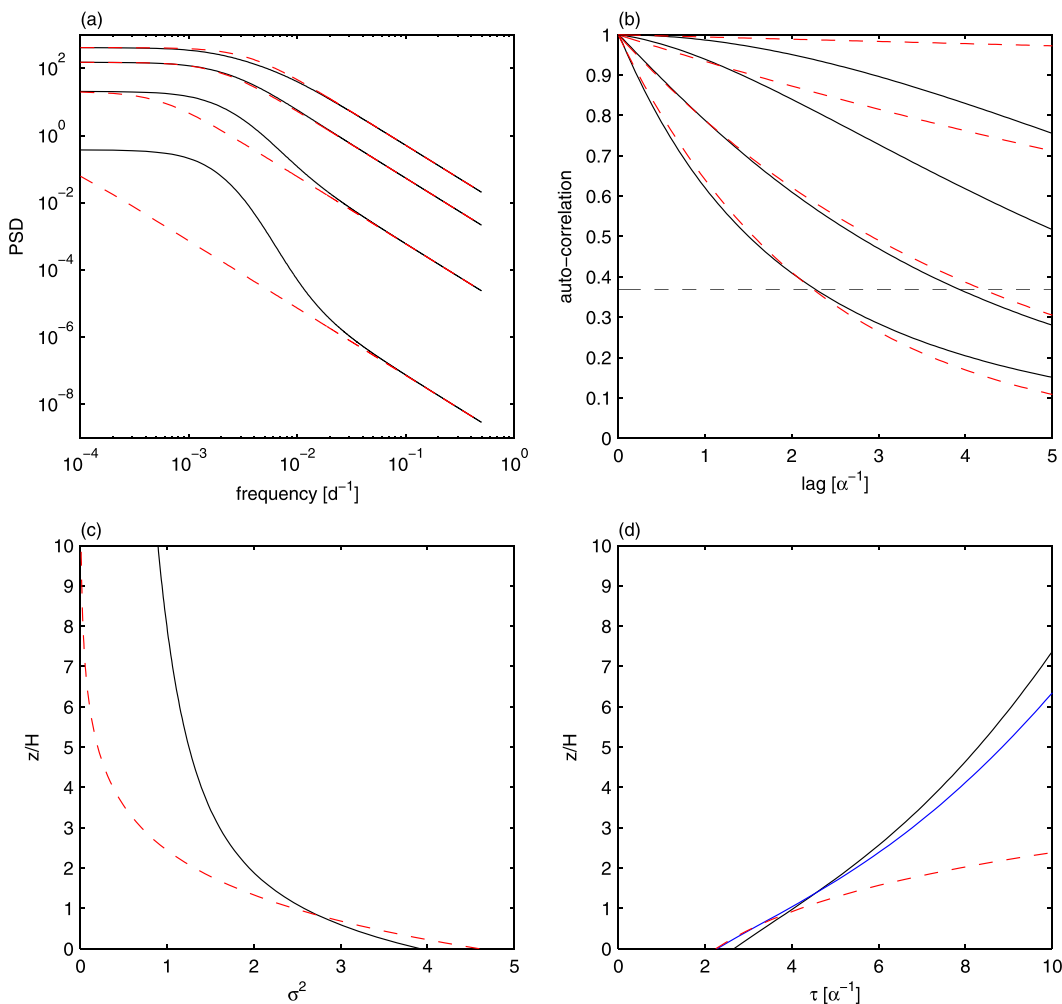 (a)
10^2
10^0
10^−2
10^−4
10^−6
10^−8
PSD
10^−4 10^−3 10^−2 10^−1 10^0
frequency [d^−1]
(b)
1
0.9
0.8
0.7
0.6
0.5
0.4
0.3
0.2
0.1
0
auto−correlation
0 1 2 3 4 5
lag [α^−1]
(c)
10
9
8
7
6
5
4
3
2
1
0
z/H
0 1 2 3 4 5
σ^2
(d)
10
9
8
7
6
5
4
3
2
1
0
z/H
0 2 4 6 8 10
τ [α^−1]